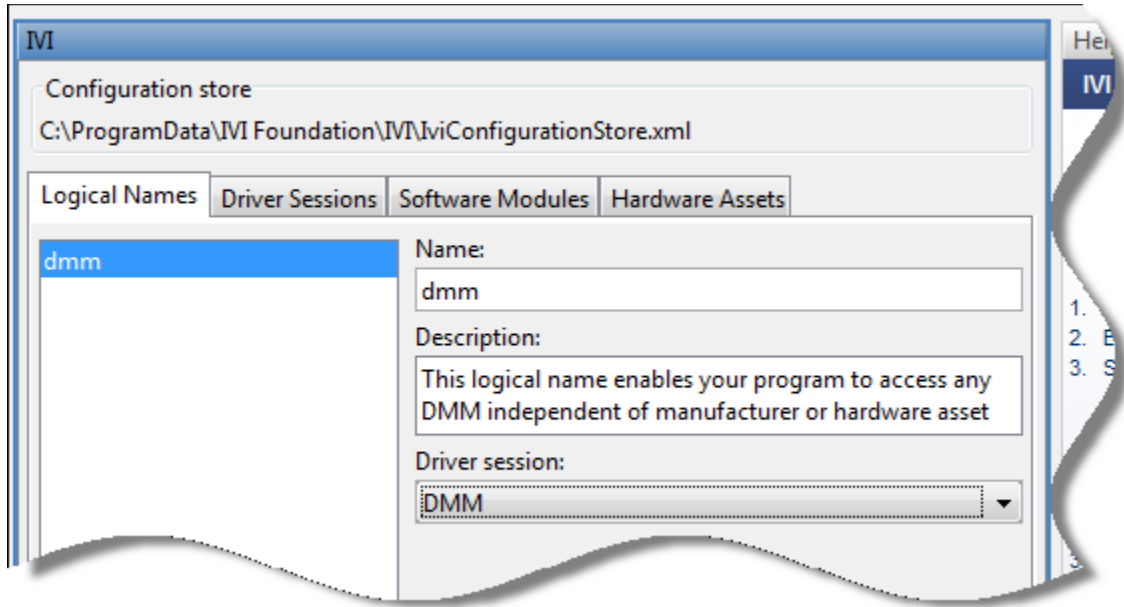 IVI
Configuration store
C:\ProgramData\IVI Foundation\IVI\IviConfigurationStore.xml
Logical Names
Driver Sessions
Software Modules
Hardware Assets
dmm
Name:
dmm
Description:
This logical name enables your program to access any
DMM independent of manufacturer or hardware asset
Driver session:
DMM
IVI
1.
2.
3.